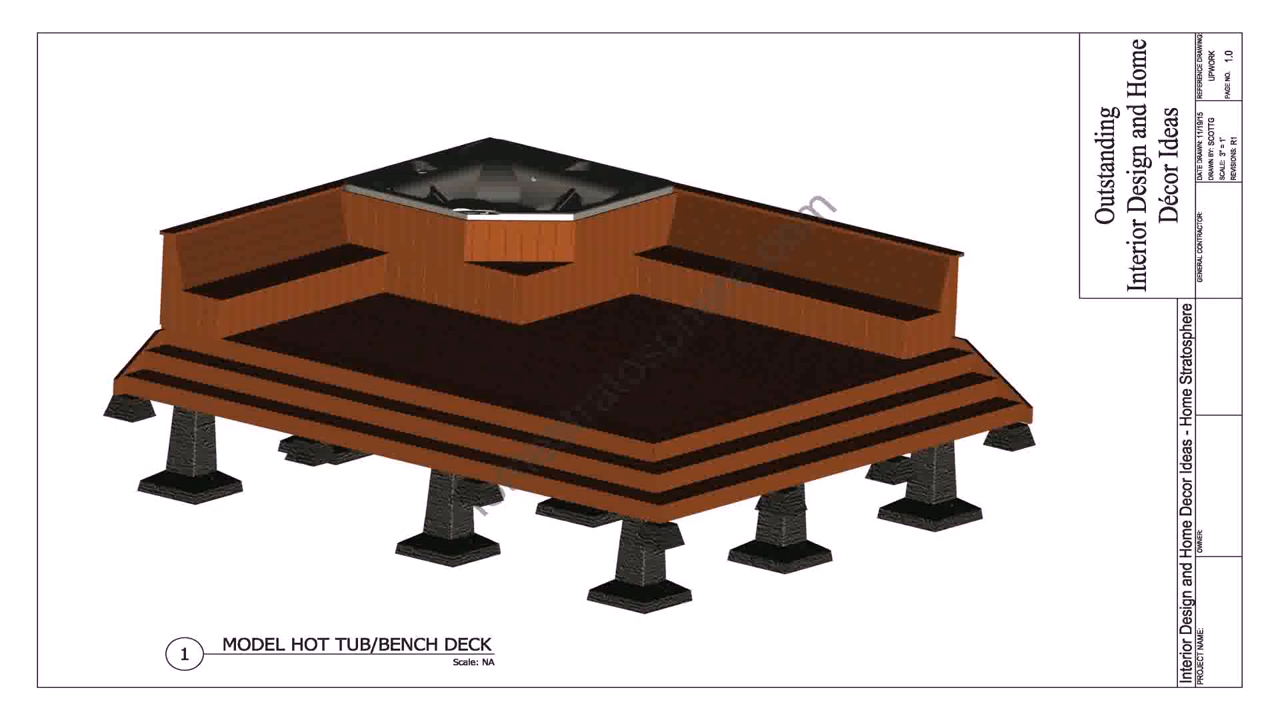 Outstanding
Interior Design and Home
Décor Ideas
REFERENCE DRAWING:
UPWORK
PAGE NO. 1.0
DATE DRAWN: 11/19/15
DRAWN BY: SCOTTG
SCALE: 3" = 1'
REVISIONS: R1
GENERAL CONTRACTOR:
OWNER:
Interior Design and Home Decor Ideas - Home Stratosphere
PROJECT NAME:
1
MODEL HOT TUB/BENCH DECK
Scale: NA